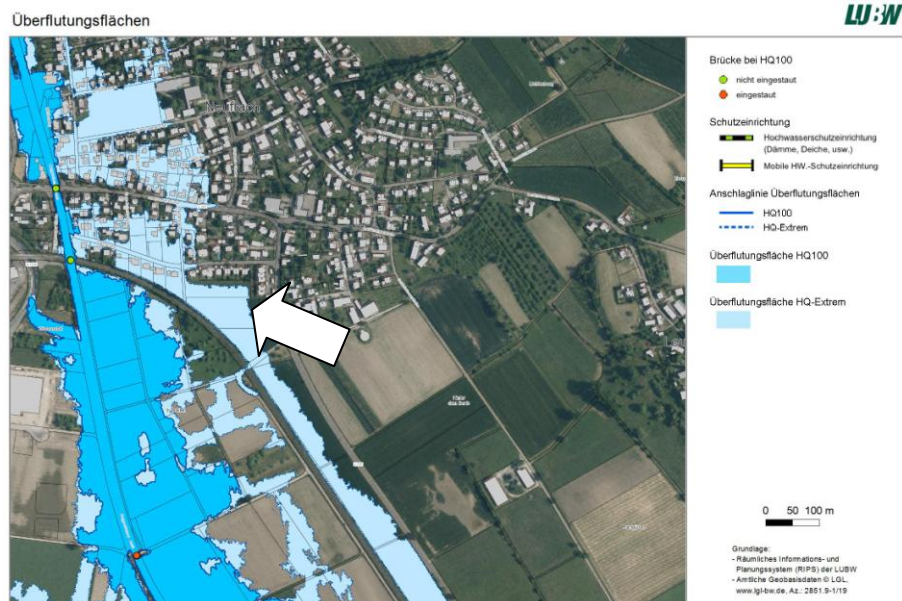 Überflutungsflächen
LUBW
Neufrach
Brücke bei HQ100
nicht eingestaut
eingestaut
Schutzeinrichtung
Hochwasserschutzeinrichtung
(Dämme, Deiche, usw.)
Mobile HW.-Schutzeinrichtung
Anschlaglinie Überflutungsflächen
HQ100
HQ-Extrem
Überflutungsfläche HQ100
Überflutungsfläche HQ-Extrem
0 50 100 m
Grundlage:
- Räumliches Informations- und
Planungssystem (RIPS) der LUBW
- Amtliche Geobasisdaten © LGL,
www.lgl-bw.de, Az.: 2851.9-1/19